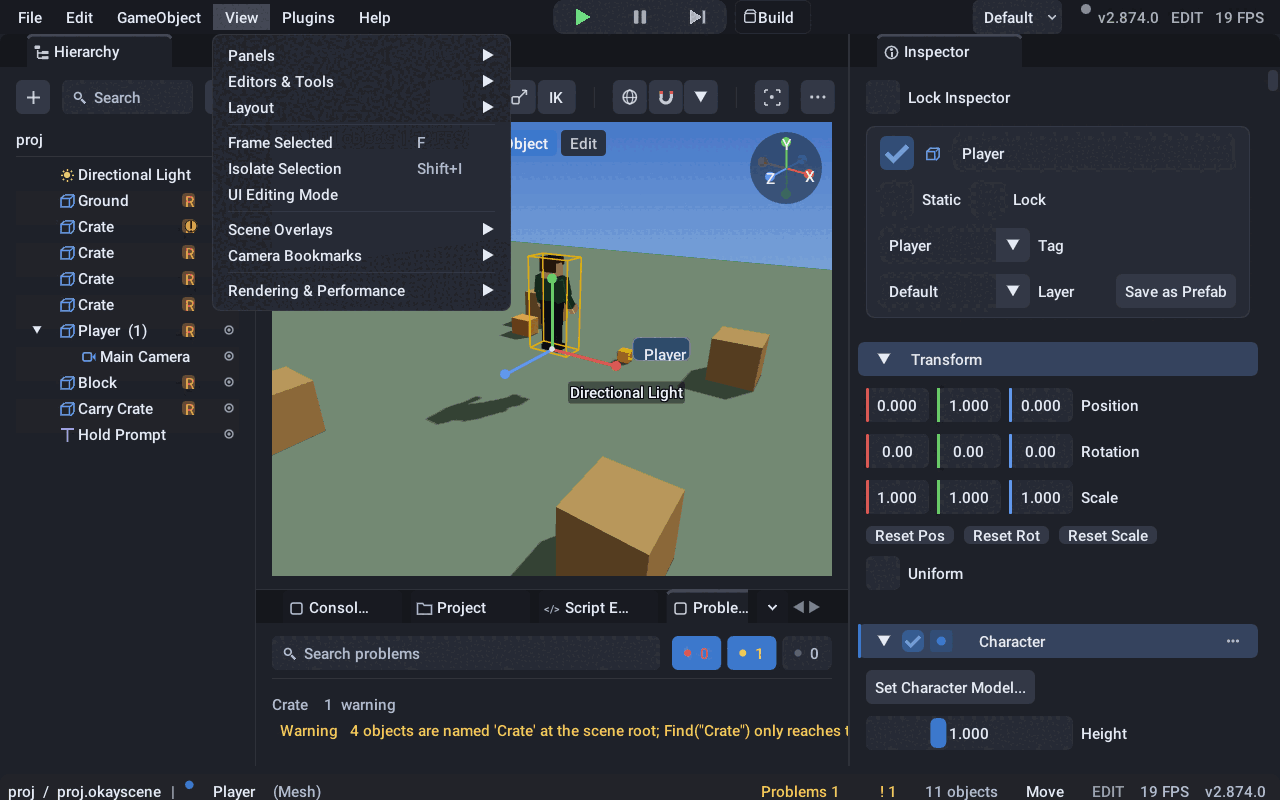 File Edit GameObject View Plugins Help Build Default v2.874.0 EDIT 19 FPS
Hierarchy
Inspector
Panels
Editors & Tools
Layout
Frame Selected F
Isolate Selection Shift+I
UI Editing Mode
Scene Overlays
Camera Bookmarks
Rendering & Performance
Search
IK
proj
Directional Light
Ground R
Crate
Crate R
Crate R
Crate R
Player (1) R
Main Camera
Block R
Carry Crate R
Hold Prompt
Object Edit
Y
Z X
Player
Directional Light
Lock Inspector
Player
Static Lock
Player Tag
Default Layer Save as Prefab
Transform
0.000 1.000 0.000 Position
0.00 0.00 0.00 Rotation
1.000 1.000 1.000 Scale
Reset Pos Reset Rot Reset Scale
Uniform
Character ...
Set Character Model...
1.000 Height
Consol... Project Script E... Proble...
Search problems 0 1 0
Crate 1 warning
Warning 4 objects are named 'Crate' at the scene root; Find("Crate") only reaches
proj / proj.okayscene | Player (Mesh) Problems 1 ! 1 11 objects Move EDIT 19 FPS v2.874.0